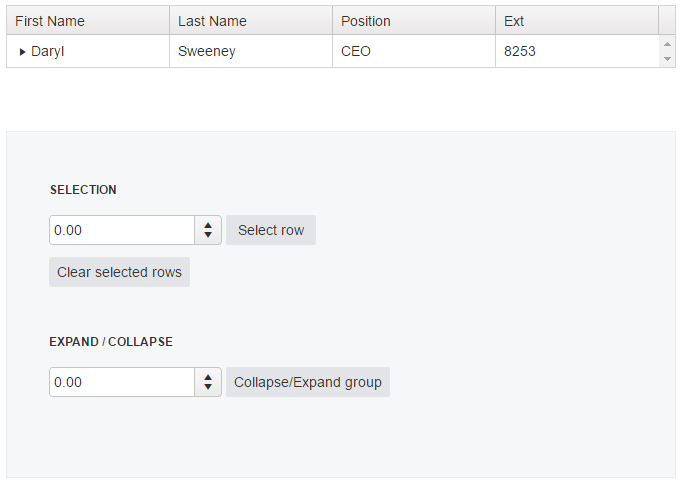 First Name Last Name Position Ext
Daryl Sweeney CEO 8253
SELECTION
0.00 Select row
Clear selected rows
EXPAND / COLLAPSE
0.00 Collapse/Expand group